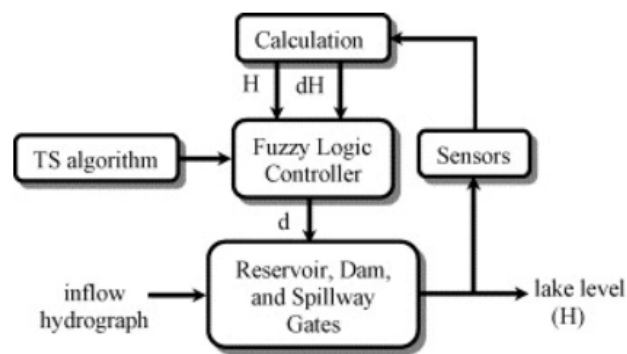 Calculation
H
dH
TS algorithm
Fuzzy Logic
Controller
Sensors
d
inflow
hydrograph
Reservoir, Dam,
and Spillway
Gates
lake level
(H)